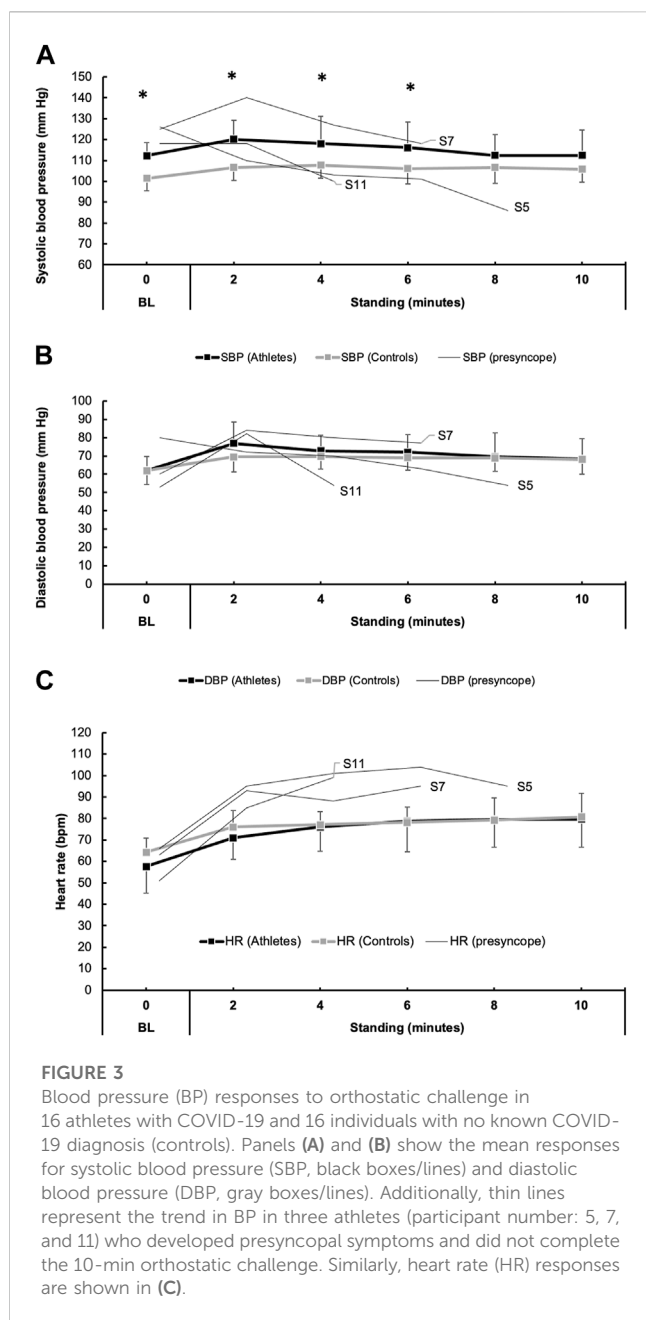 A
Systolic blood pressure (mm Hg)
150
140
130
120
110
100
90
80
70
60
* * * *
S7
S11
S5
0 2 4 6 8 10
BL Standing (minutes)
SBP (Athletes) SBP (Controls) SBP (presyncope)
B
Diastolic blood pressure (mm Hg)
100
90
80
70
60
50
40
30
20
10
0
S7
S11
S5
0 2 4 6 8 10
BL Standing (minutes)
DBP (Athletes) DBP (Controls) DBP (presyncope)
C
Heart rate (bpm)
120
110
100
90
80
70
60
50
40
30
20
10
0
S11
S7
S5
HR (Athletes) HR (Controls) HR (presyncope)
0 2 4 6 8 10
BL Standing (minutes)
FIGURE 3
Blood pressure (BP) responses to orthostatic challenge in
16 athletes with COVID-19 and 16 individuals with no known COVID-
19 diagnosis (controls). Panels (A) and (B) show the mean responses
for systolic blood pressure (SBP, black boxes/lines) and diastolic
blood pressure (DBP, gray boxes/lines). Additionally, thin lines
represent the trend in BP in three athletes (participant number: 5, 7,
and 11) who developed presyncopal symptoms and did not complete
the 10-min orthostatic challenge. Similarly, heart rate (HR) responses
are shown in (C).